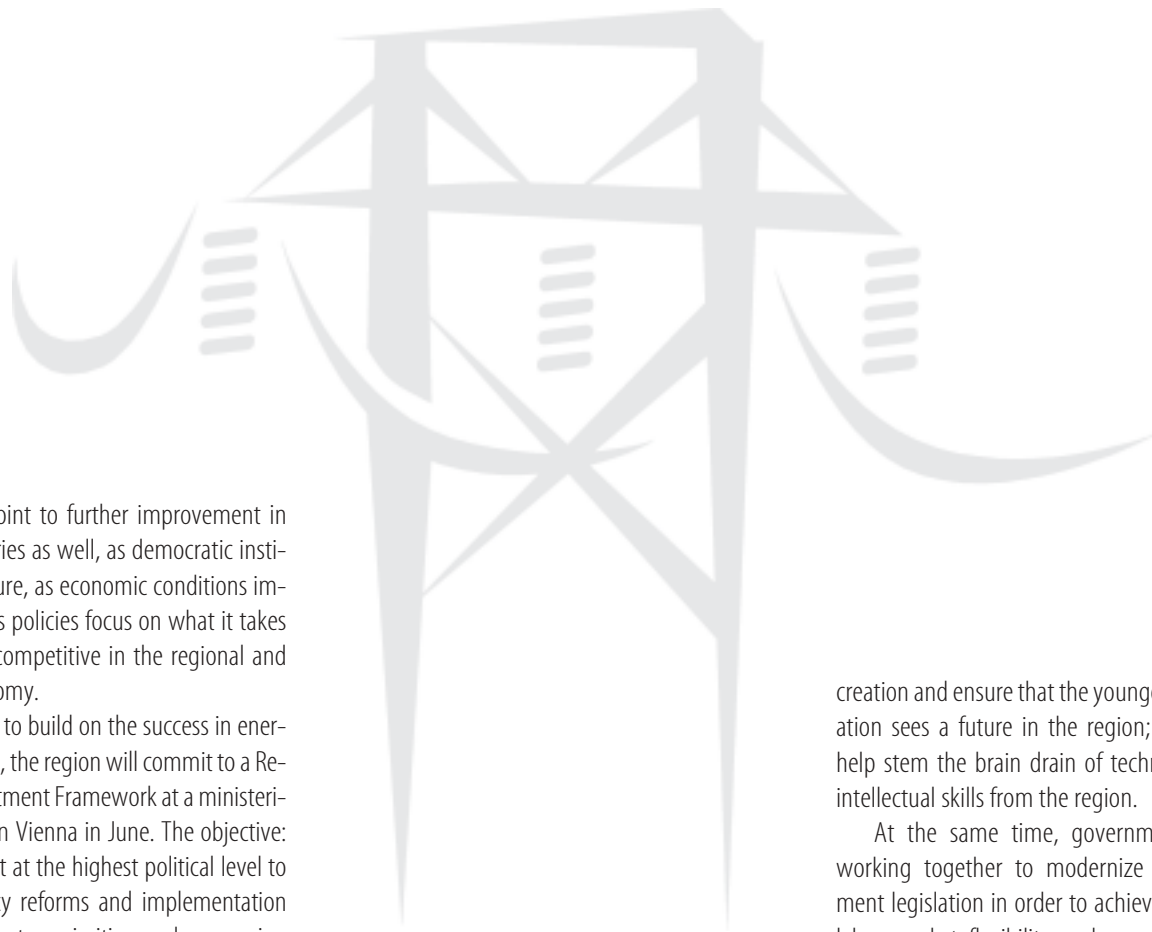 oint to further improvement in
ries as well, as democratic insti-
ure, as economic conditions im-
s policies focus on what it takes
competitive in the regional and
omy.
to build on the success in ener-
, the region will commit to a Re-
tment Framework at a ministeri-
n Vienna in June. The objective:
t at the highest political level to
y reforms and implementation
creation and ensure that the younge
ation sees a future in the region;
help stem the brain drain of techn
intellectual skills from the region.
At the same time, governm
working together to modernize
ment legislation in order to achiev